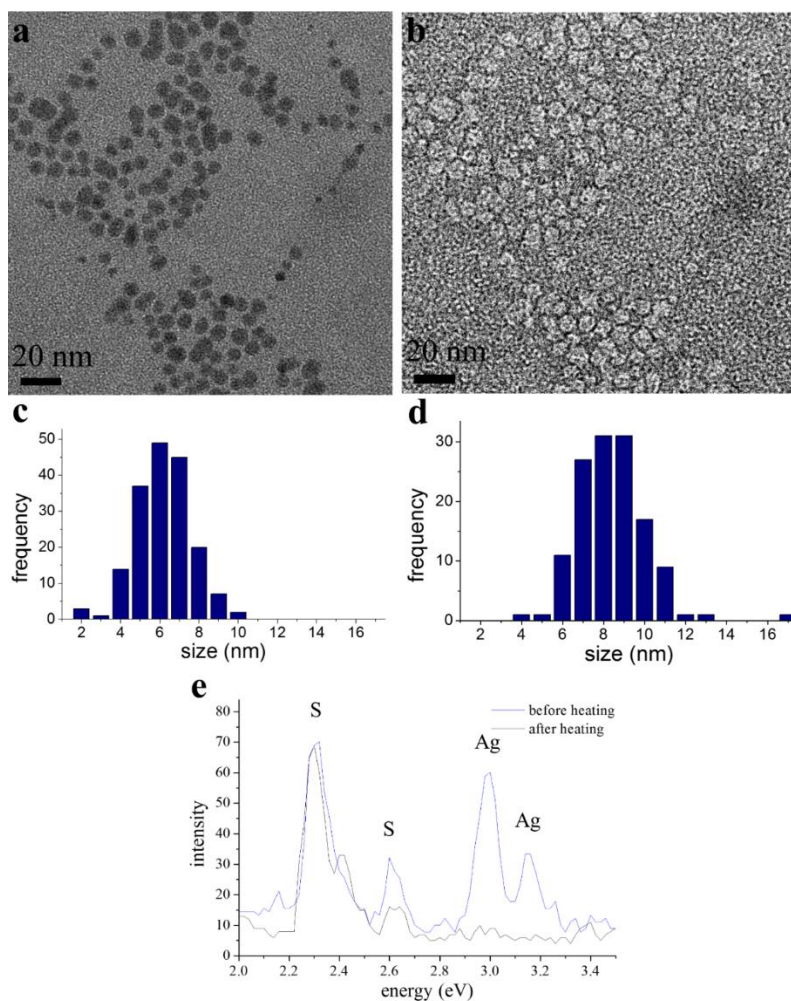 a
20 nm
b
20 nm
c
50
40
30
20
10
0
frequency
2 4 6 8 10 12 14 16
size (nm)
d
30
20
10
0
frequency
2 4 6 8 10 12 14 16
size (nm)
e
80
70
60
50
40
30
20
10
0
intensity
S
S
Ag
Ag
before heating
after heating
2.0 2.2 2.4 2.6 2.8 3.0 3.2 3.4
energy (eV)